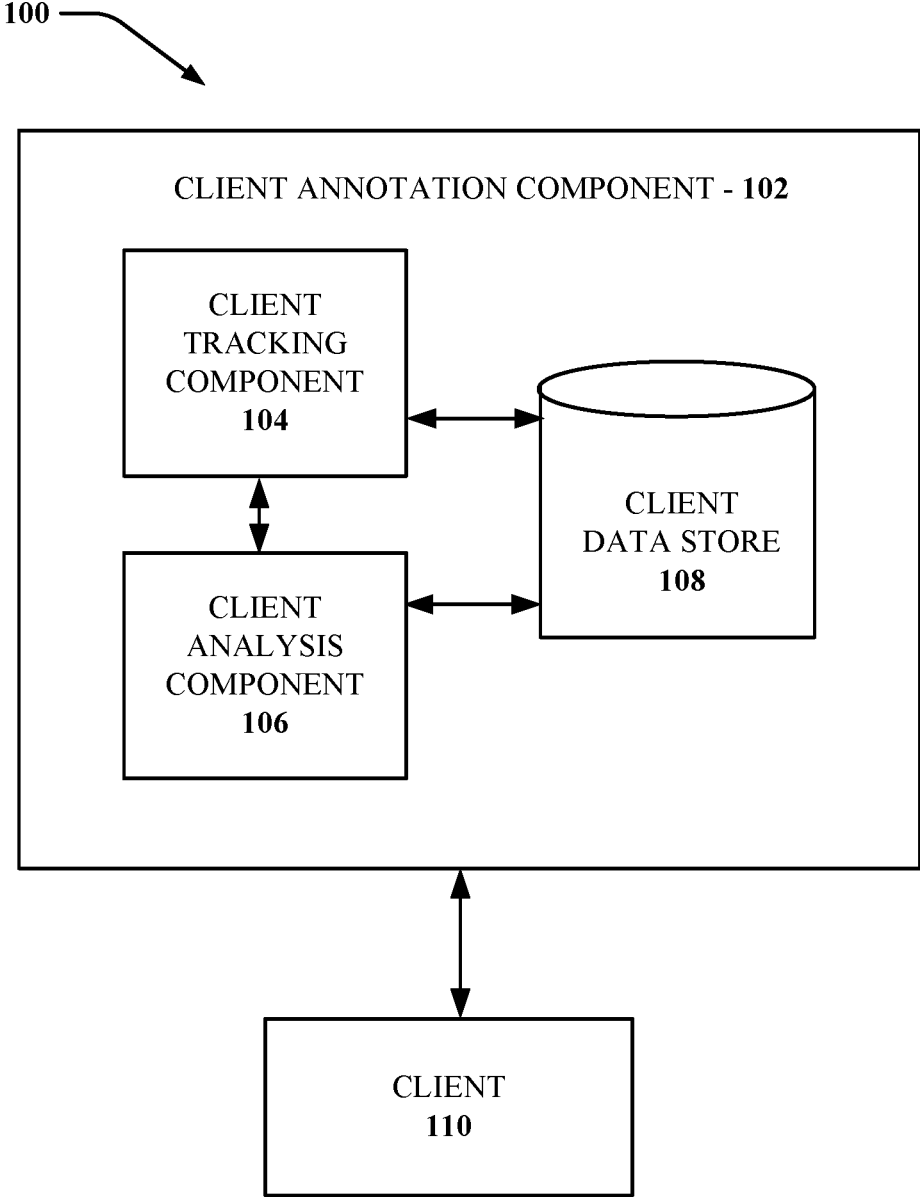 100
CLIENT ANNOTATION COMPONENT - 102
CLIENT
TRACKING
COMPONENT
104
CLIENT
DATA STORE
108
CLIENT
ANALYSIS
COMPONENT
106
CLIENT
110